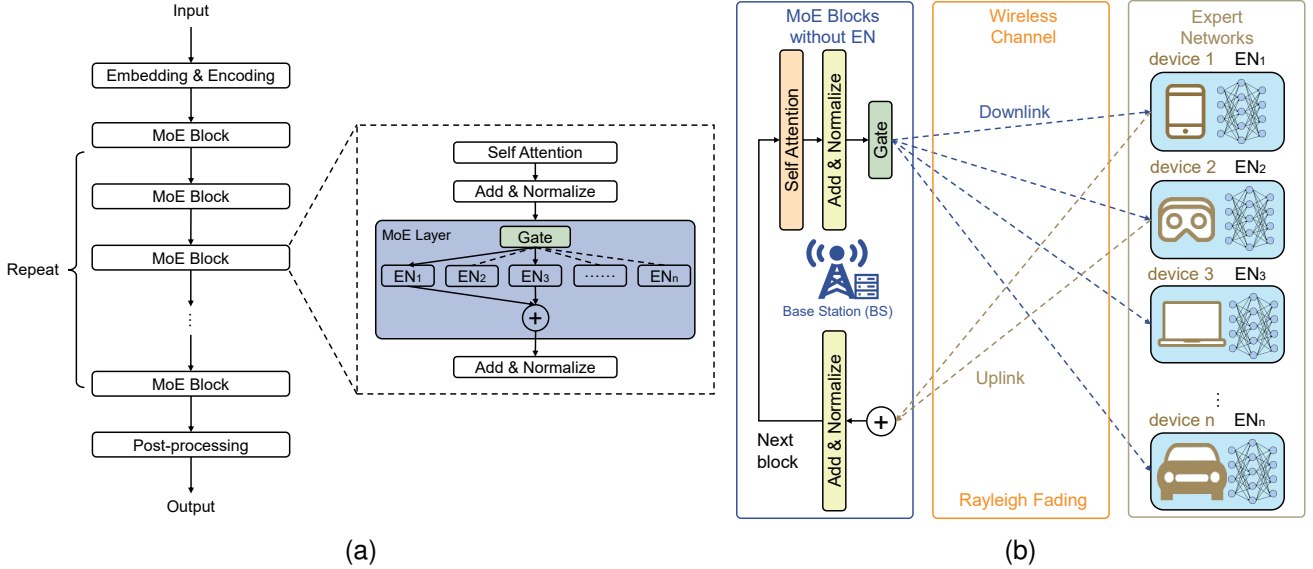 Input
Embedding & Encoding
MoE Block
MoE Block
MoE Block
Repeat
⋮
MoE Block
Post-processing
Output
Self Attention
Add & Normalize
MoE Layer
Gate
EN₁
EN₂
EN₃
······
ENₙ
+
Add & Normalize
(a)
MoE Blocks
without EN
Self Attention
Add & Normalize
Gate
Base Station (BS)
Add & Normalize
+
Next
block
Wireless
Channel
Downlink
Uplink
Rayleigh Fading
Expert
Networks
device 1 EN₁
device 2 EN₂
device 3 EN₃
⋮
device n ENₙ
(b)